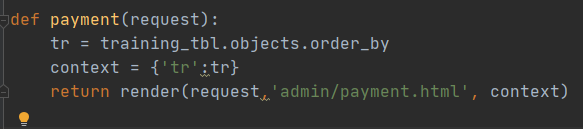 def payment(request):
    tr = training_tbl.objects.order_by
    context = {'tr':tr}
    return render(request,'admin/payment.html', context)